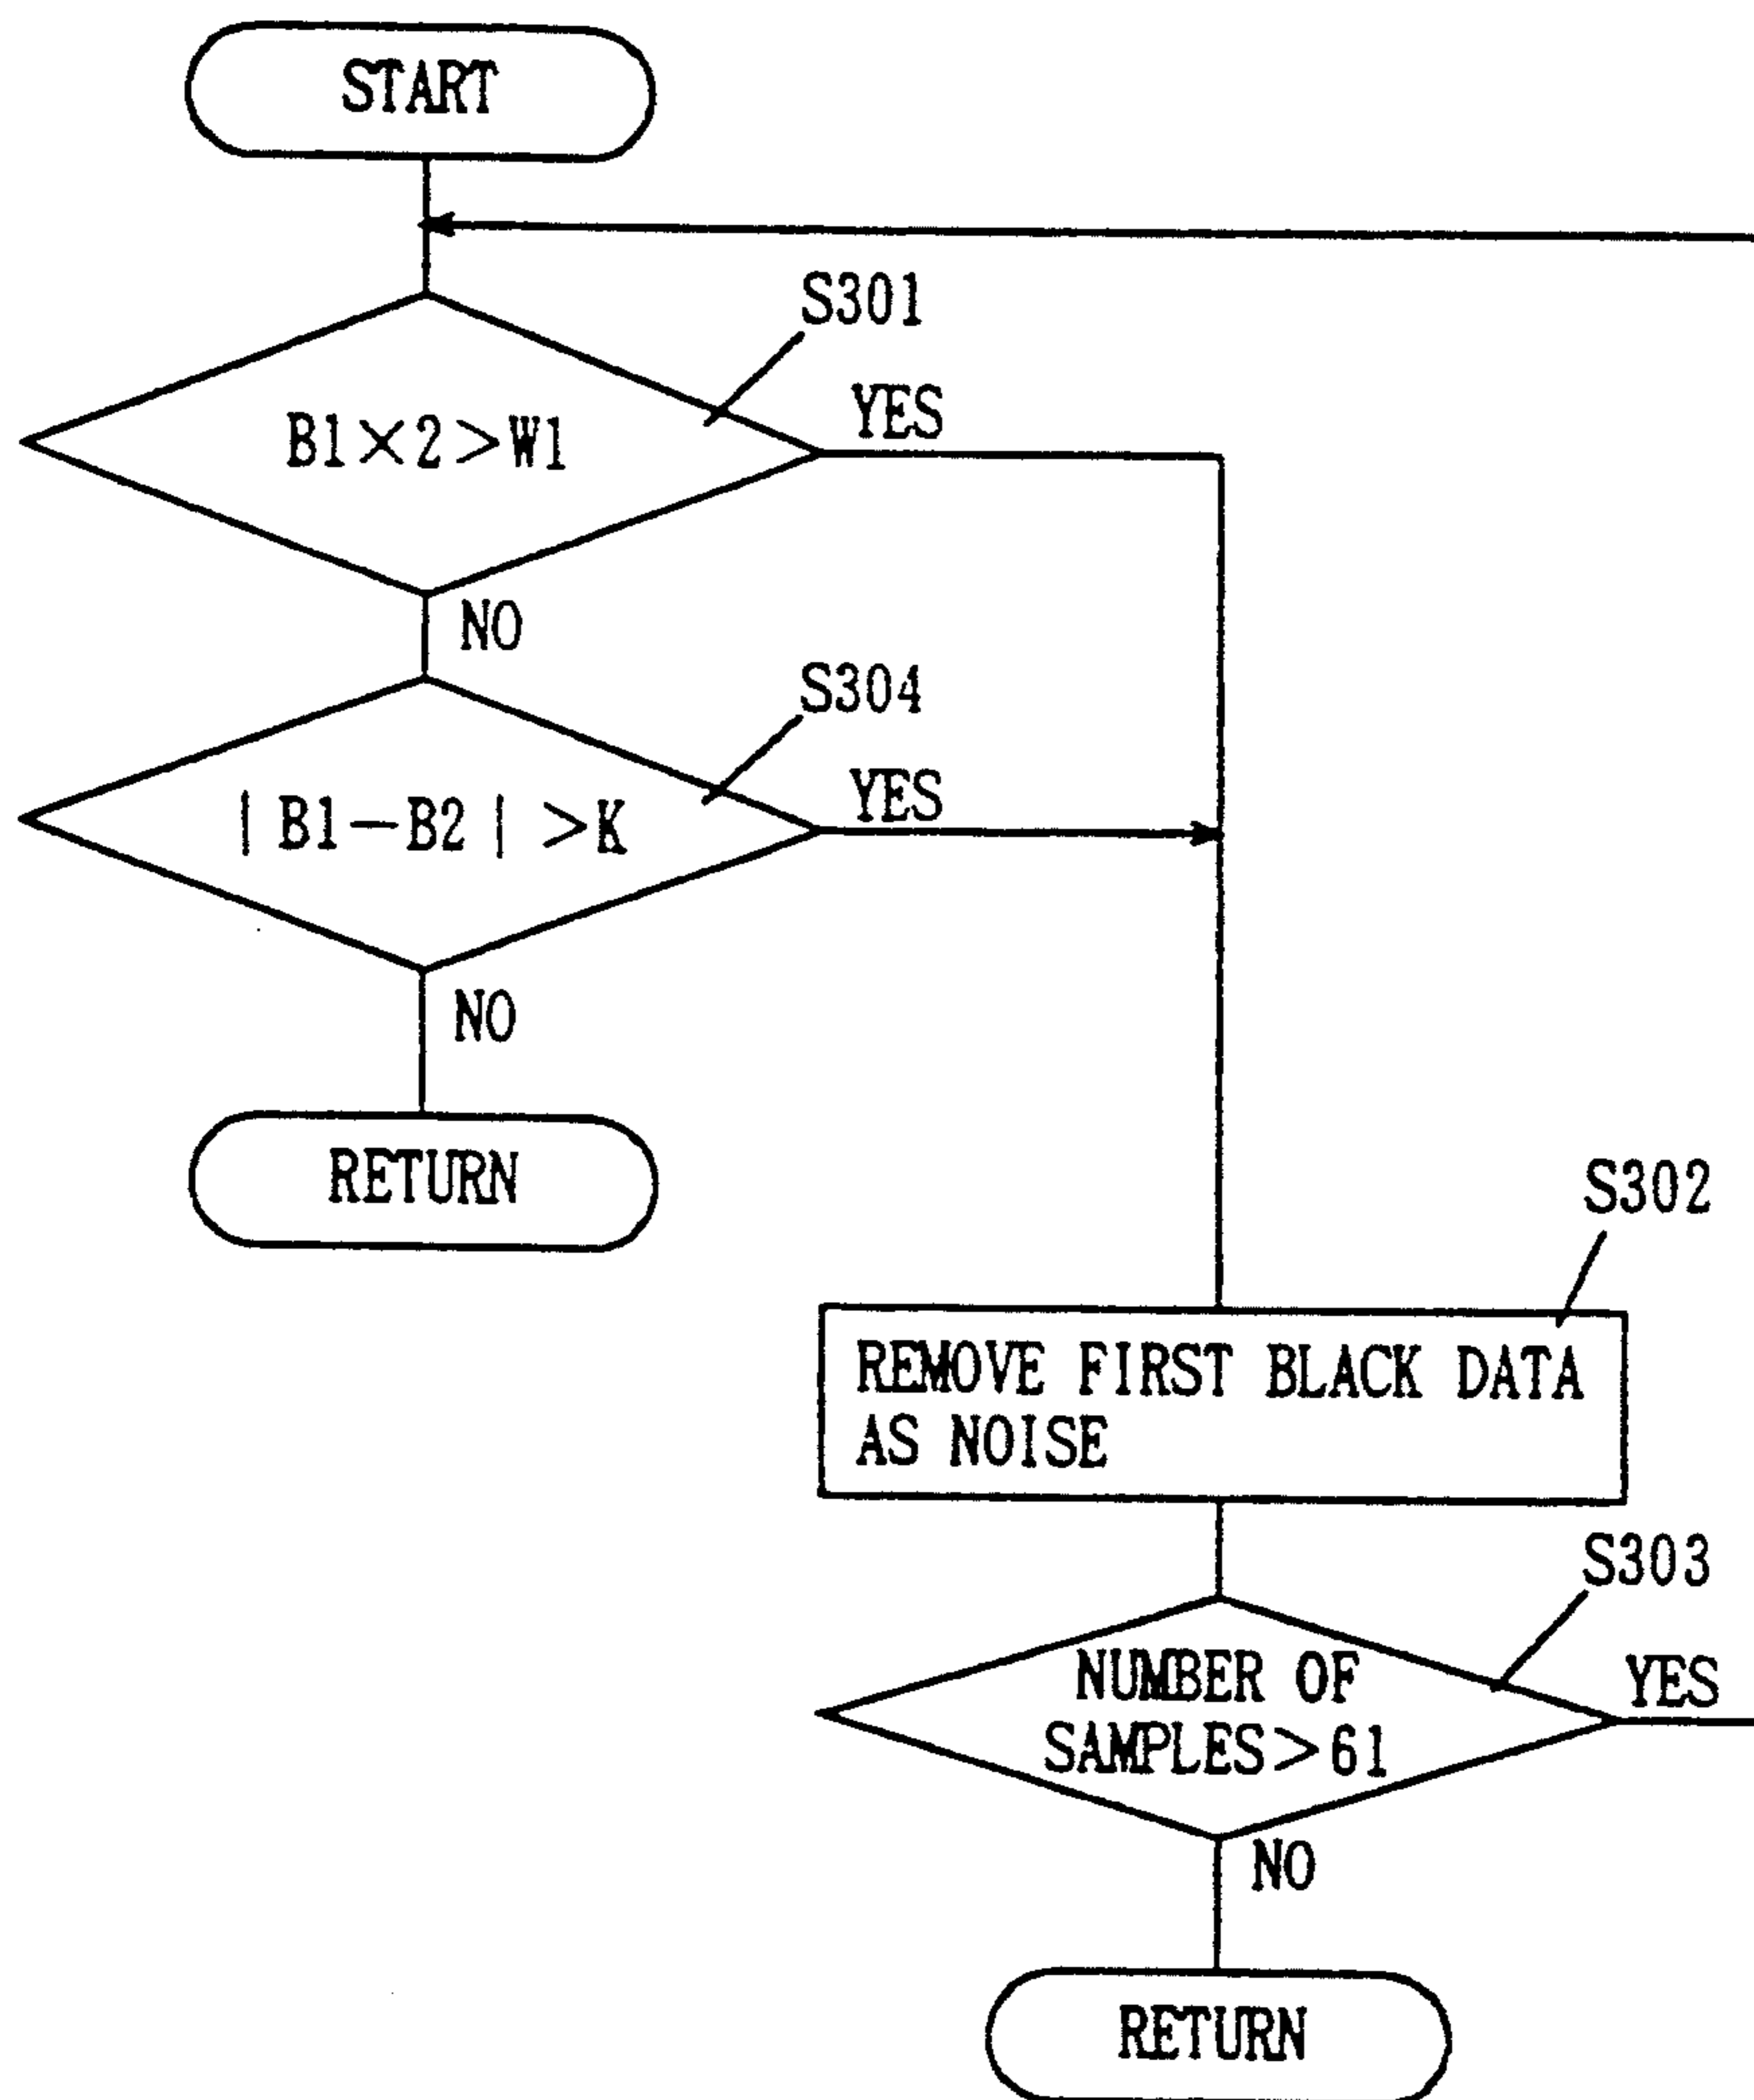 START
S301
B1×2>W1
YES
NO
S304
| B1−B2 | >K
YES
NO
RETURN
S302
REMOVE FIRST BLACK DATA
AS NOISE
S303
NUMBER OF
SAMPLES>61
YES
NO
RETURN